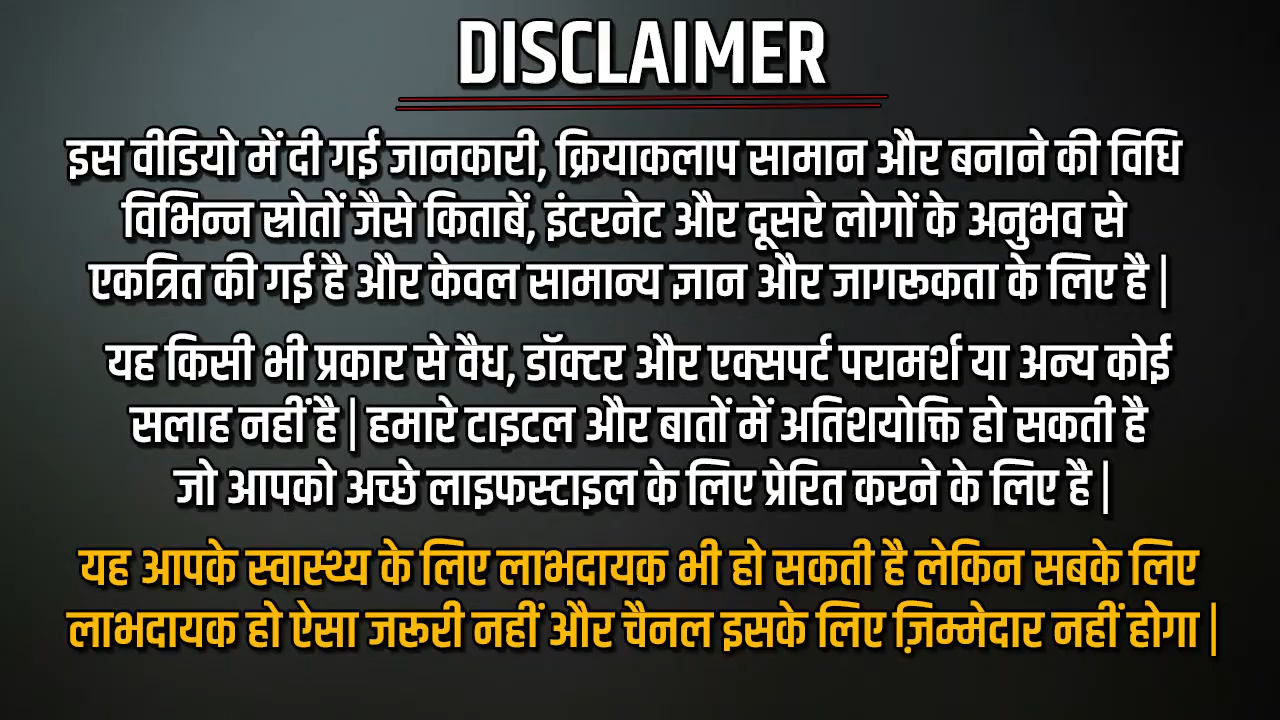 DISCLAIMER
इस वीडियो में दी गई जानकारी, क्रियाकलाप सामान और बनाने की विधि
विभिन्न स्रोतों जैसे किताबें, इंटरनेट और दूसरे लोगों के अनुभव से
एकत्रित की गई है और केवल सामान्य ज्ञान और जागरूकता के लिए है |
यह किसी भी प्रकार से वैध, डॉक्टर और एक्सपर्ट परामर्श या अन्य कोई
सलाह नहीं है | हमारे टाइटल और बातों में अतिशयोक्ति हो सकती है
जो आपको अच्छे लाइफस्टाइल के लिए प्रेरित करने के लिए है |
यह आपके स्वास्थ्य के लिए लाभदायक भी हो सकती है लेकिन सबके लिए
लाभदायक हो ऐसा जरूरी नहीं और चैनल इसके लिए ज़िम्मेदार नहीं होगा |